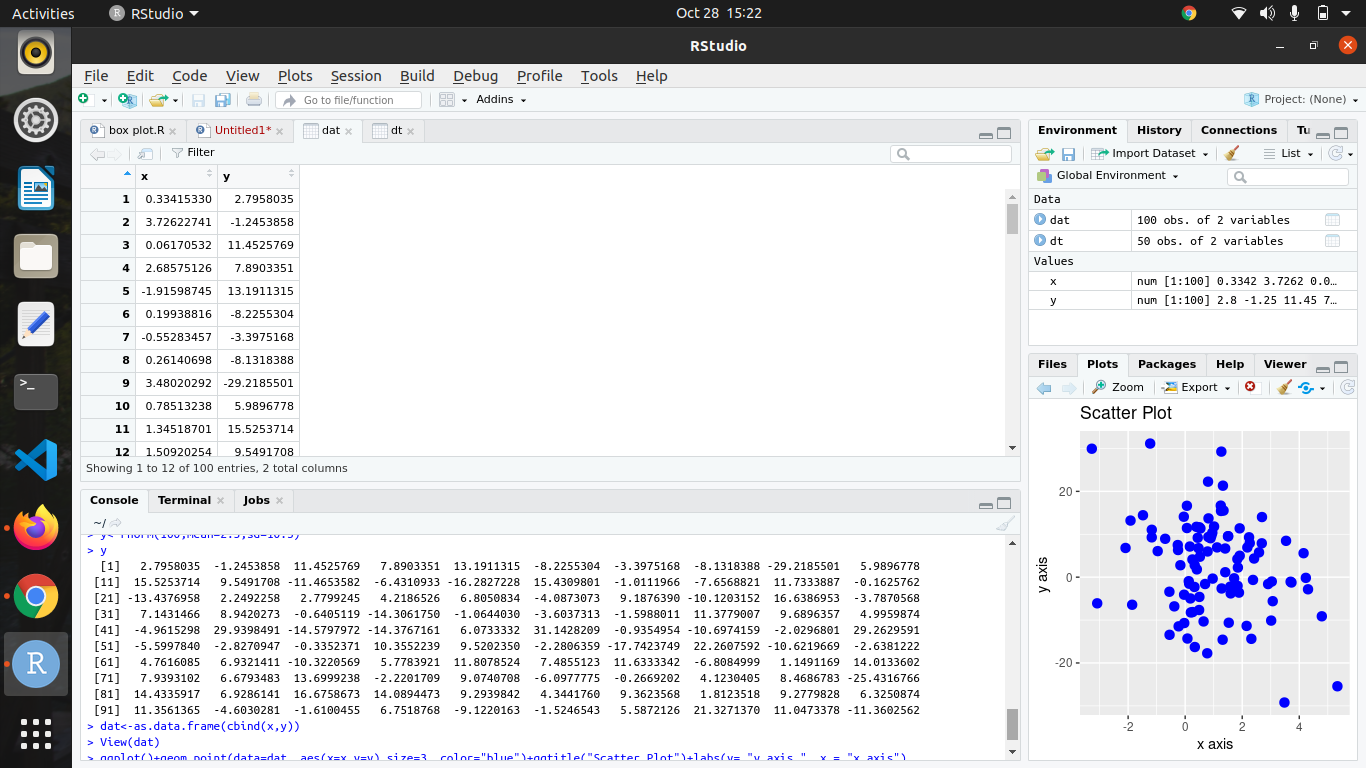 Activities RStudio Oct 28 15:22
RStudio
File Edit Code View Plots Session Build Debug Profile Tools Help
Go to file/function Addins Project: (None)
box plot.R Untitled1* dat dt
Filter
x y
1 0.33415330 2.7958035
2 3.72622741 -1.2453858
3 0.06170532 11.4525769
4 2.68575126 7.8903351
5 -1.91598745 13.1911315
6 0.19938816 -8.2255304
7 -0.55283457 -3.3975168
8 0.26140698 -8.1318388
9 3.48020292 -29.2185501
10 0.78513238 5.9896778
11 1.34518701 15.5253714
12 1.50920254 9.5491708
Showing 1 to 12 of 100 entries, 2 total columns
Console Terminal Jobs
~/
> y
[1] 2.7958035 -1.2453858 11.4525769 7.8903351 13.1911315 -8.2255304 -3.3975168 -8.1318388 -29.2185501 5.9896778
[11] 15.5253714 9.5491708 -11.4653582 -6.4310933 -16.2827228 15.4309801 -1.0111966 -7.6568821 11.7333887 -0.1625762
[21] -13.4376958 2.2492258 2.7799245 4.2186526 6.8035304 -4.0873073 9.1876390 -10.1203152 16.6386953 -3.7870568
[31] 7.1431466 8.9420273 -0.6405119 -14.3061750 -1.0644030 -3.6037313 -1.5988011 11.3779007 9.6896357 4.9959874
[41] -4.9615298 29.9398491 -14.5797972 -14.3767161 6.0733332 31.1428209 -0.9354954 -10.6974159 -2.0296801 29.2629591
[51] -5.5997840 -2.8270947 -0.3352371 10.3552239 9.5202350 -2.2806359 -17.7423749 22.2607592 -10.6219669 -2.6381222
[61] 4.7616085 6.9321411 -10.3220569 5.7783921 11.8078524 7.4855123 11.6333342 -6.8084999 1.1491169 14.0133602
[71] 7.9393102 6.6793483 13.6999238 -2.2201709 9.0740708 -6.0977775 -0.2669202 4.1230405 8.4686783 -25.4316766
[81] 14.4335917 6.9286141 16.6758673 14.0894473 9.2939842 4.3441760 9.3623568 1.8123518 9.2779828 6.3250874
[91] 11.3561365 -4.6030281 -1.6100455 6.7518768 -9.1220163 -1.5246543 5.5872126 21.3271370 11.0473378 -11.3602562
> dat<-as.data.frame(cbind(x,y))
> View(dat)
> ggplot()+geom_point(data=dat, aes(x=x,y=y),size=3, color="blue")+ggtitle("Scatter Plot")+labs(y= "y axis ", x = "x axis")
Environment History Connections Tu
Import Dataset List
Global Environment
Data
dat 100 obs. of 2 variables
dt 50 obs. of 2 variables
Values
x num [1:100] 0.3342 3.7262 0.0…
y num [1:100] 2.8 -1.25 11.45 7…
Files Plots Packages Help Viewer
Zoom Export
Scatter Plot
20
0
-20
y axis
-2 0 2 4
x axis